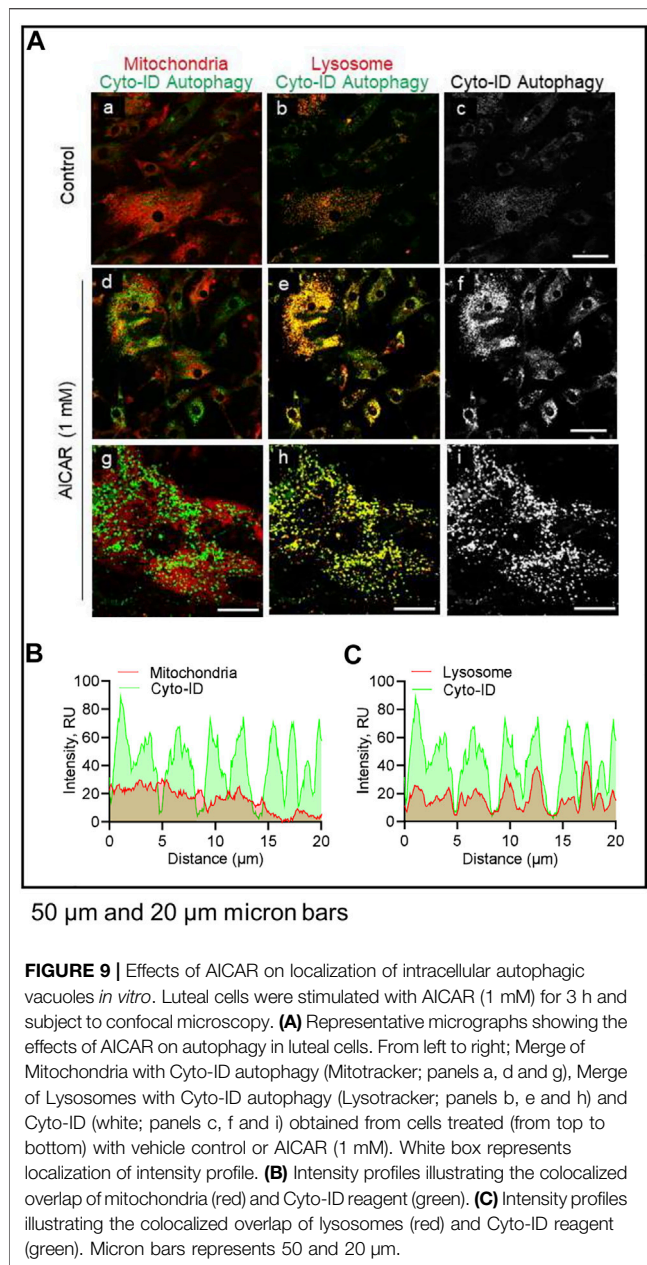 A
Mitochondria
Cyto-ID Autophagy
Lysosome
Cyto-ID Autophagy
Cyto-ID Autophagy
Control
a
b
c
AICAR (1 mM)
d
e
f
g
h
i
B
Mitochondria
Cyto-ID
Intensity, RU
100
80
60
40
20
0
0 5 10 15 20
Distance (µm)
C
Lysosome
Cyto-ID
Intensity, RU
100
80
60
40
20
0
0 5 10 15 20
Distance (µm)
50 µm and 20 µm micron bars
FIGURE 9 | Effects of AICAR on localization of intracellular autophagic
vacuoles in vitro. Luteal cells were stimulated with AICAR (1 mM) for 3 h and
subject to confocal microscopy. (A) Representative micrographs showing the
effects of AICAR on autophagy in luteal cells. From left to right; Merge of
Mitochondria with Cyto-ID autophagy (Mitotracker; panels a, d and g), Merge
of Lysosomes with Cyto-ID autophagy (Lysotracker; panels b, e and h) and
Cyto-ID (white; panels c, f and i) obtained from cells treated (from top to
bottom) with vehicle control or AICAR (1 mM). White box represents
localization of intensity profile. (B) Intensity profiles illustrating the colocalized
overlap of mitochondria (red) and Cyto-ID reagent (green). (C) Intensity profiles
illustrating the colocalized overlap of lysosomes (red) and Cyto-ID reagent
(green). Micron bars represents 50 and 20 µm.